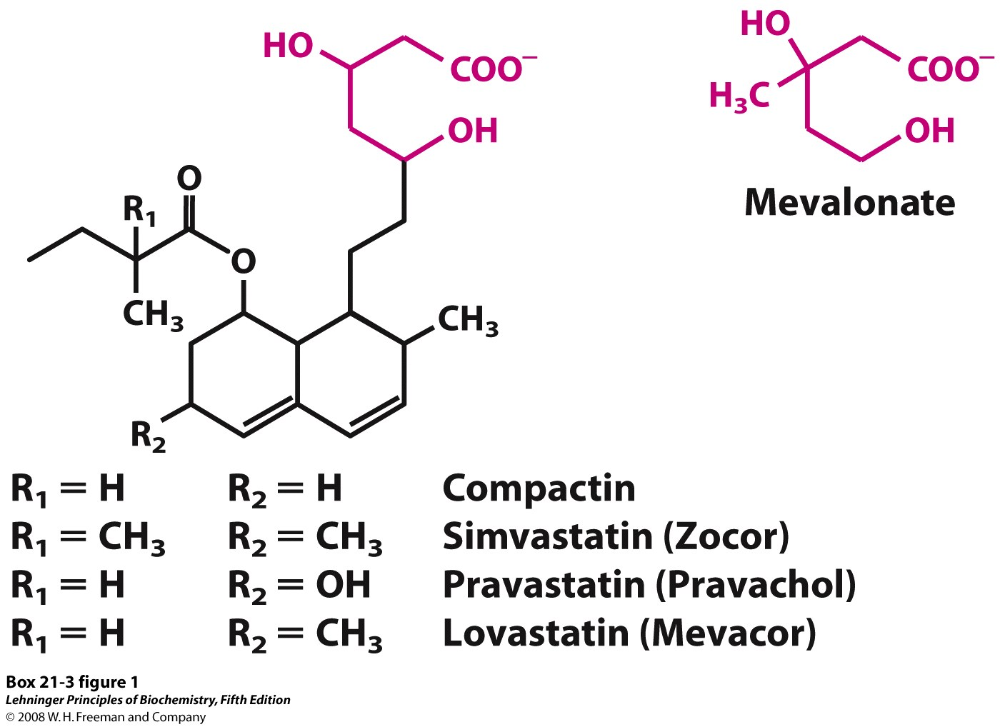 HO
COO⁻
OH
O
R₁
O
CH₃
CH₃
R₂
HO
H₃C
COO⁻
OH
Mevalonate
R₁ = H R₂ = H Compactin
R₁ = CH₃ R₂ = CH₃ Simvastatin (Zocor)
R₁ = H R₂ = OH Pravastatin (Pravachol)
R₁ = H R₂ = CH₃ Lovastatin (Mevacor)
Box 21-3 figure 1
Lehninger Principles of Biochemistry, Fifth Edition
© 2008 W. H. Freeman and Company